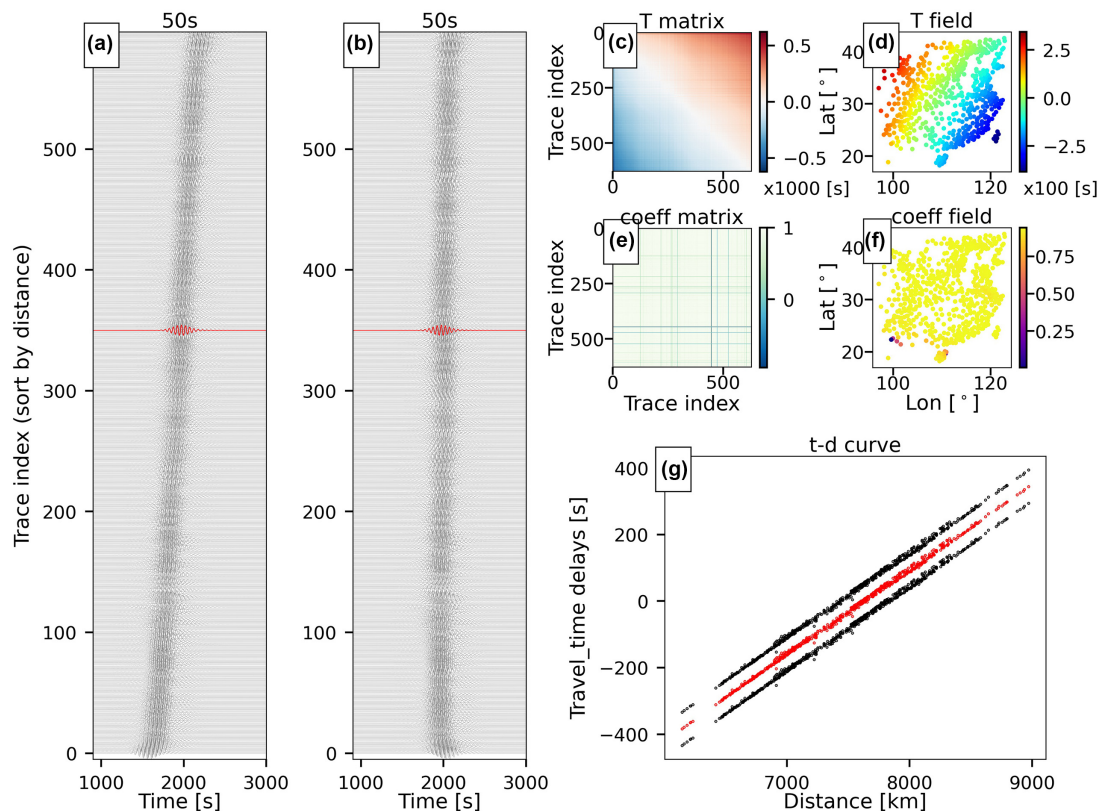 50s
(a)
Trace index (sort by distance)
500
400
300
200
100
0
1000 2000 3000
Time [s]
50s
(b)
500
400
300
200
100
0
1000 2000 3000
Time [s]
T matrix
(c)
Trace index
0
250
500
0 500
0.5
0.0
−0.5
x1000 [s]
T field
(d)
Lat [°]
40
30
20
100 120
2.5
0.0
−2.5
x100 [s]
coeff matrix
(e)
Trace index
0
250
500
0 500
Trace index
1
0
coeff field
(f)
Lat [°]
40
30
20
100 120
Lon [°]
0.75
0.50
0.25
t-d curve
(g)
Travel_time delays [s]
400
200
0
−200
−400
7000 8000 9000
Distance [km]